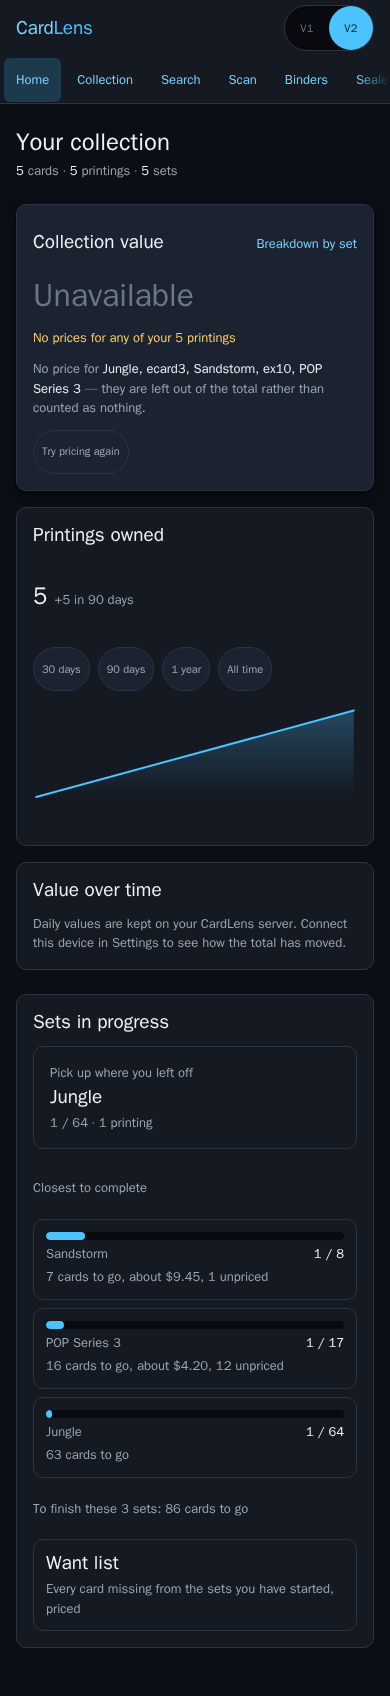 CardLens
V1
V2
Home
Collection
Search
Scan
Binders
Your collection
5 cards · 5 printings · 5 sets
Collection value
Breakdown by set
Unavailable
No prices for any of your 5 printings
No price for Jungle, ecard3, Sandstorm, ex10, POP
Series 3 — they are left out of the total rather than
counted as nothing.
Try pricing again
Printings owned
5 +5 in 90 days
30 days
90 days
1 year
All time
Value over time
Daily values are kept on your CardLens server. Connect
this device in Settings to see how the total has moved.
Sets in progress
Pick up where you left off
Jungle
1 / 64 · 1 printing
Closest to complete
Sandstorm
1 / 8
7 cards to go, about $9.45, 1 unpriced
POP Series 3
1 / 17
16 cards to go, about $4.20, 12 unpriced
Jungle
1 / 64
63 cards to go
To finish these 3 sets: 86 cards to go
Want list
Every card missing from the sets you have started,
priced